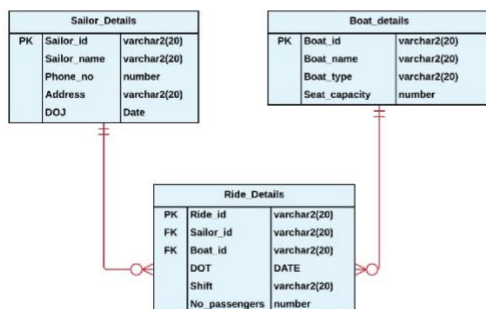 Sailor_Details
PK Sailor_id varchar2(20)
Sailor_name varchar2(20)
Phone_no number
Address varchar2(20)
DOJ Date
Boat_details
PK Boat_id varchar2(20)
Boat_name varchar2(20)
Boat_type varchar2(20)
Seat_capacity number
Ride_Details
PK Ride_id varchar2(20)
FK Sailor_id varchar2(20)
FK Boat_id varchar2(20)
DOT DATE
Shift varchar2(20)
No_passengers number